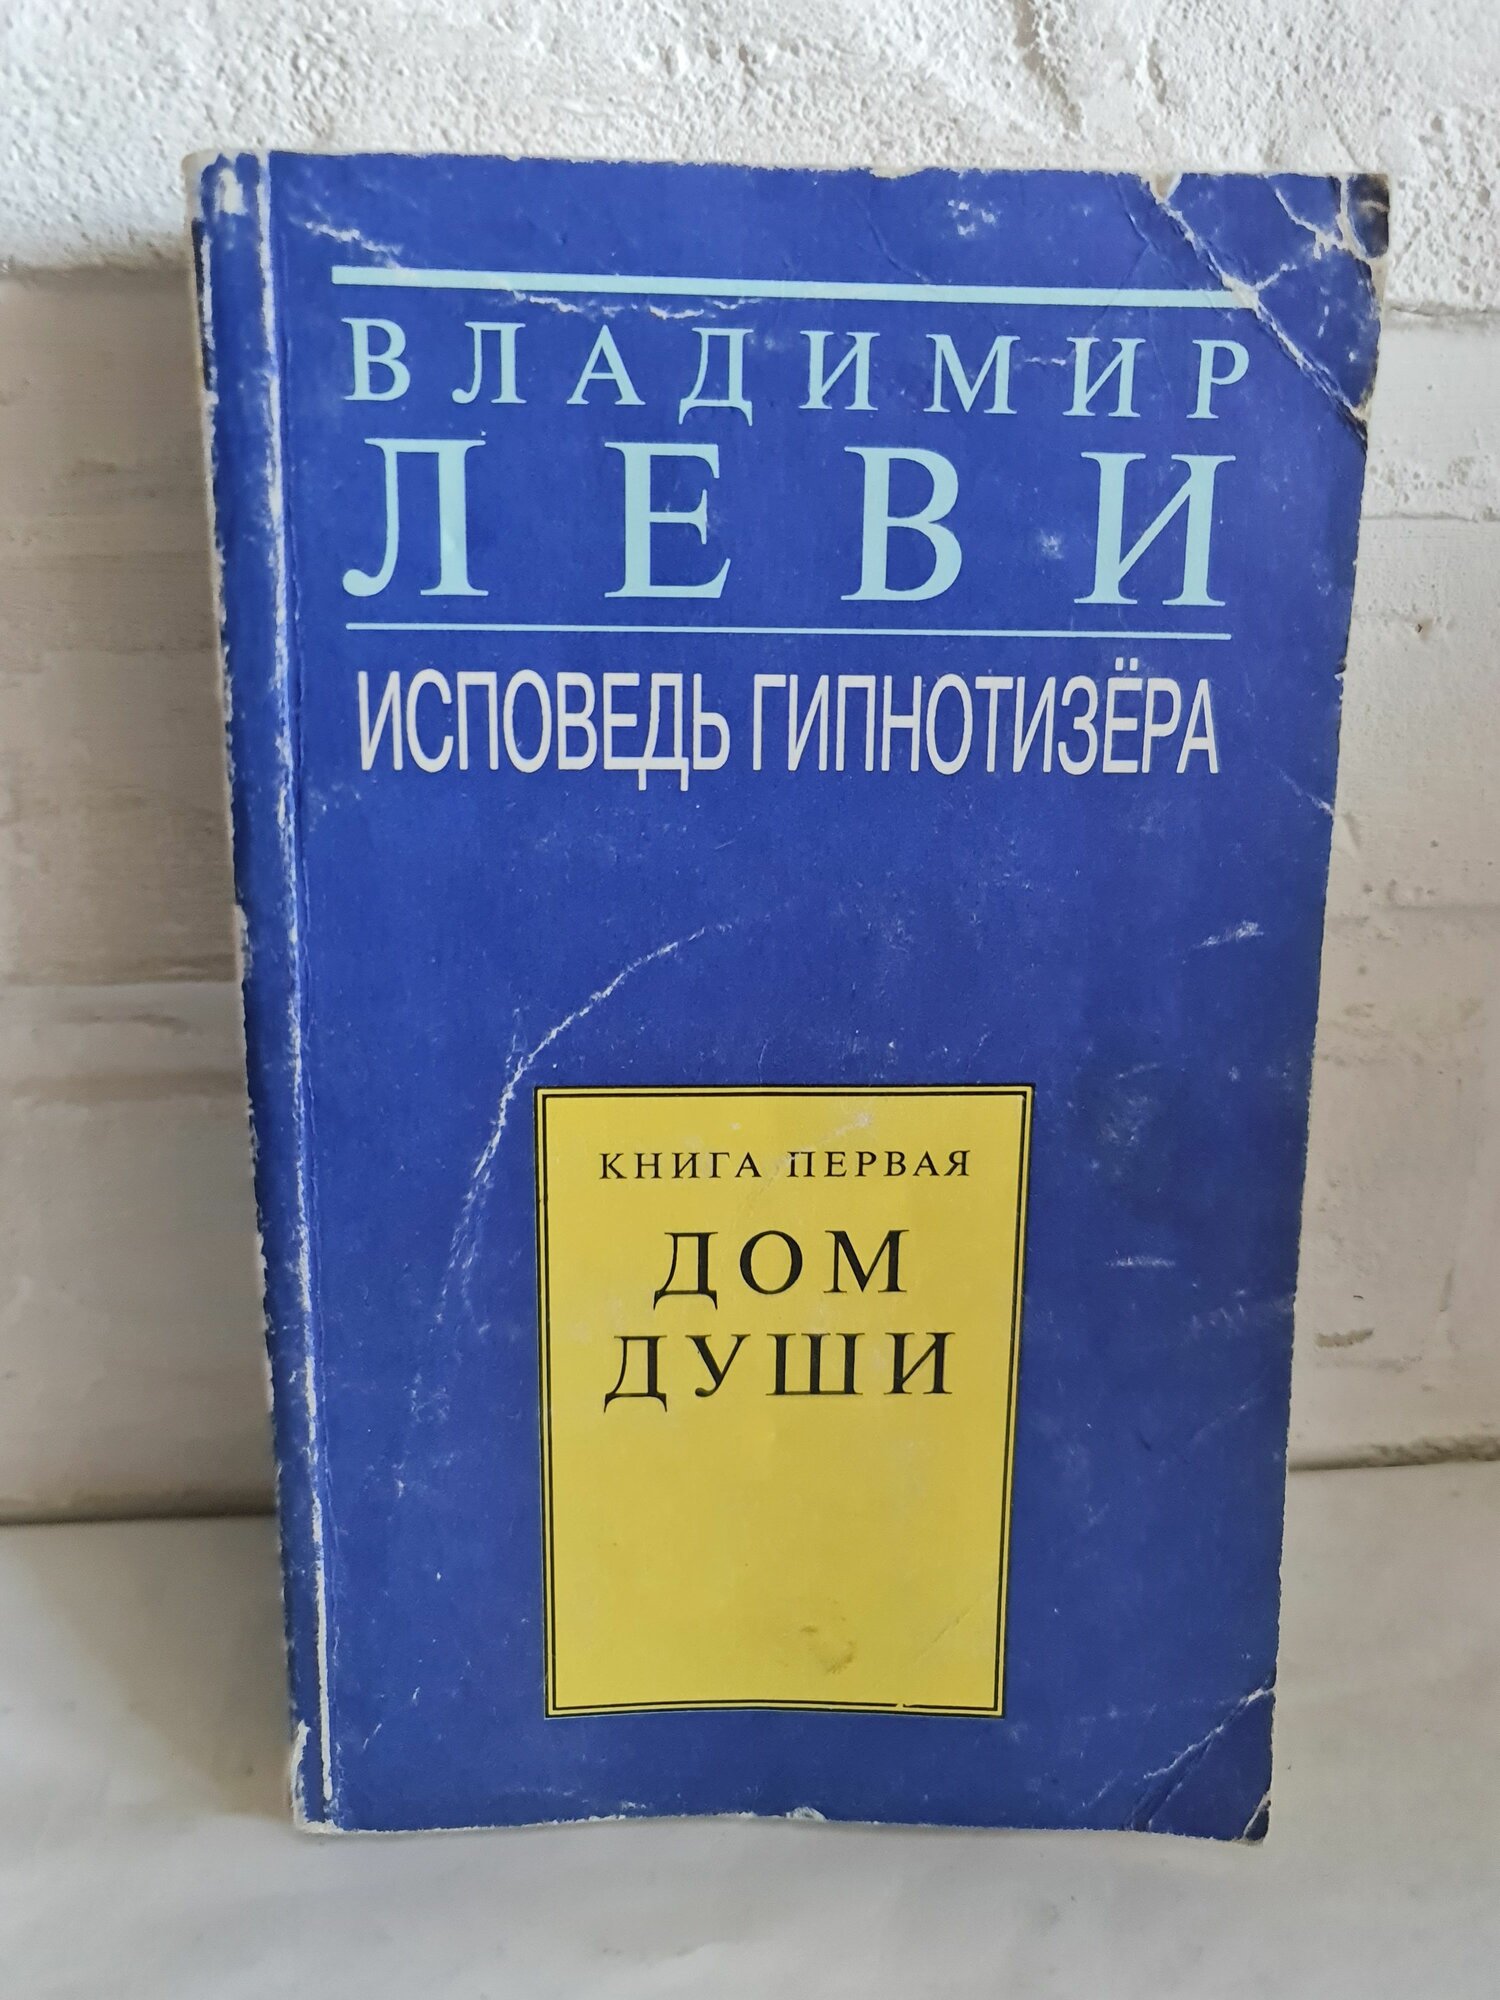 ВЛАДИМИР
ЛЕВИ
ИСПОВЕДЬ ГИПНОТИЗЁРА
КНИГА ПЕРВАЯ
ДОМ
ДУШИ